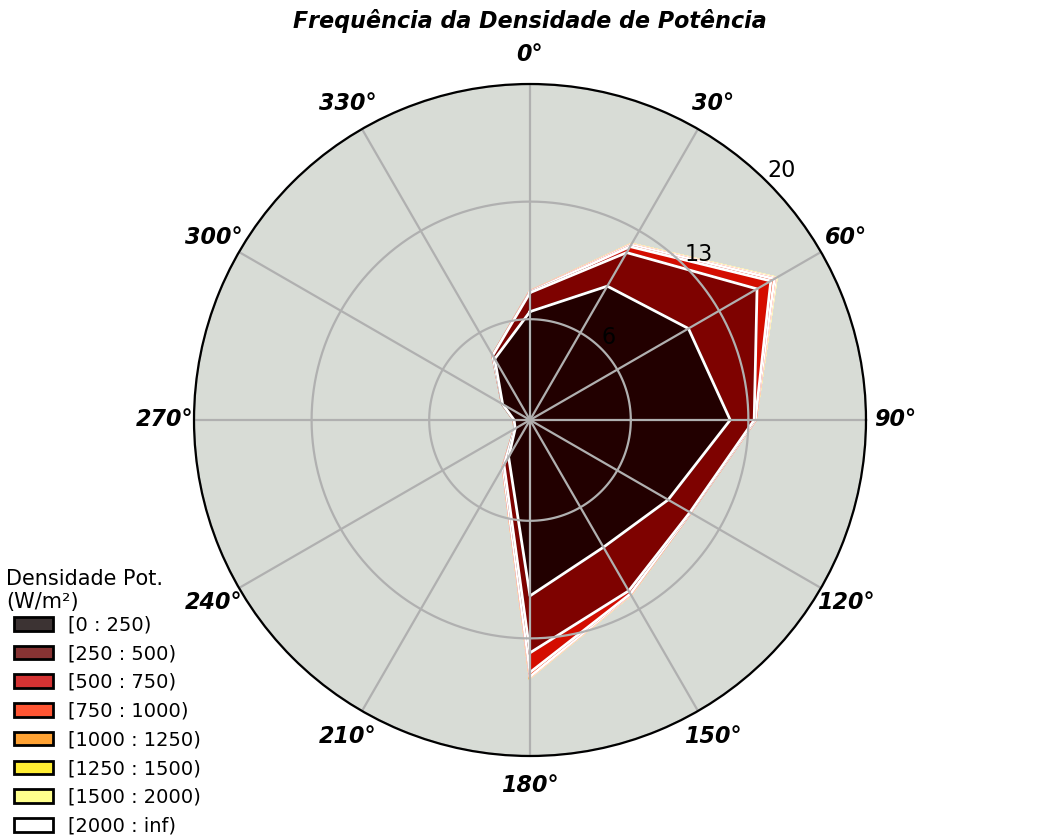 Frequência da Densidade de Potência
0°
330°
30°
20
300°
60°
13
6
270°
90°
240°
120°
210°
150°
180°
Densidade Pot.
(W/m²)
[0 : 250)
[250 : 500)
[500 : 750)
[750 : 1000)
[1000 : 1250)
[1250 : 1500)
[1500 : 2000)
[2000 : inf)